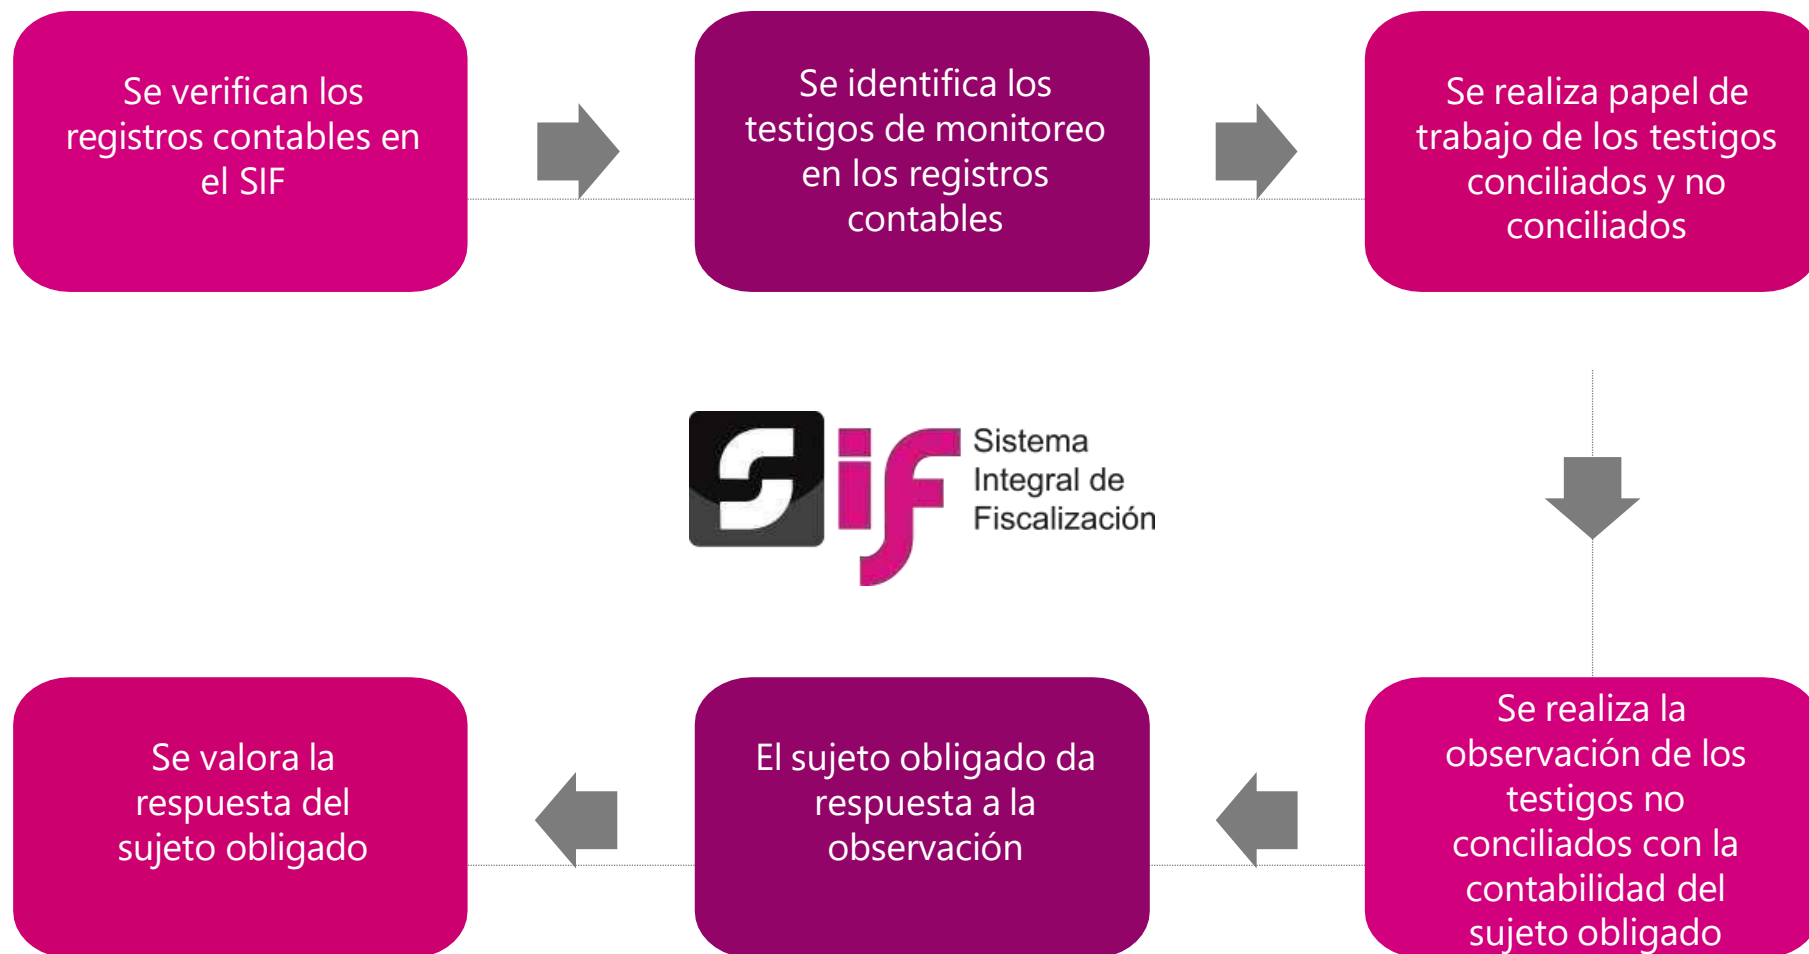 Se verifican los
registros contables en
el SIF
Se identifica los
testigos de monitoreo
en los registros
contables
Se realiza papel de
trabajo de los testigos
conciliados y no
conciliados
sif
Sistema
Integral de
Fiscalización
Se valora la
respuesta del
sujeto obligado
El sujeto obligado da
respuesta a la
observación
Se realiza la
observación de los
testigos no
conciliados con la
contabilidad del
sujeto obligado